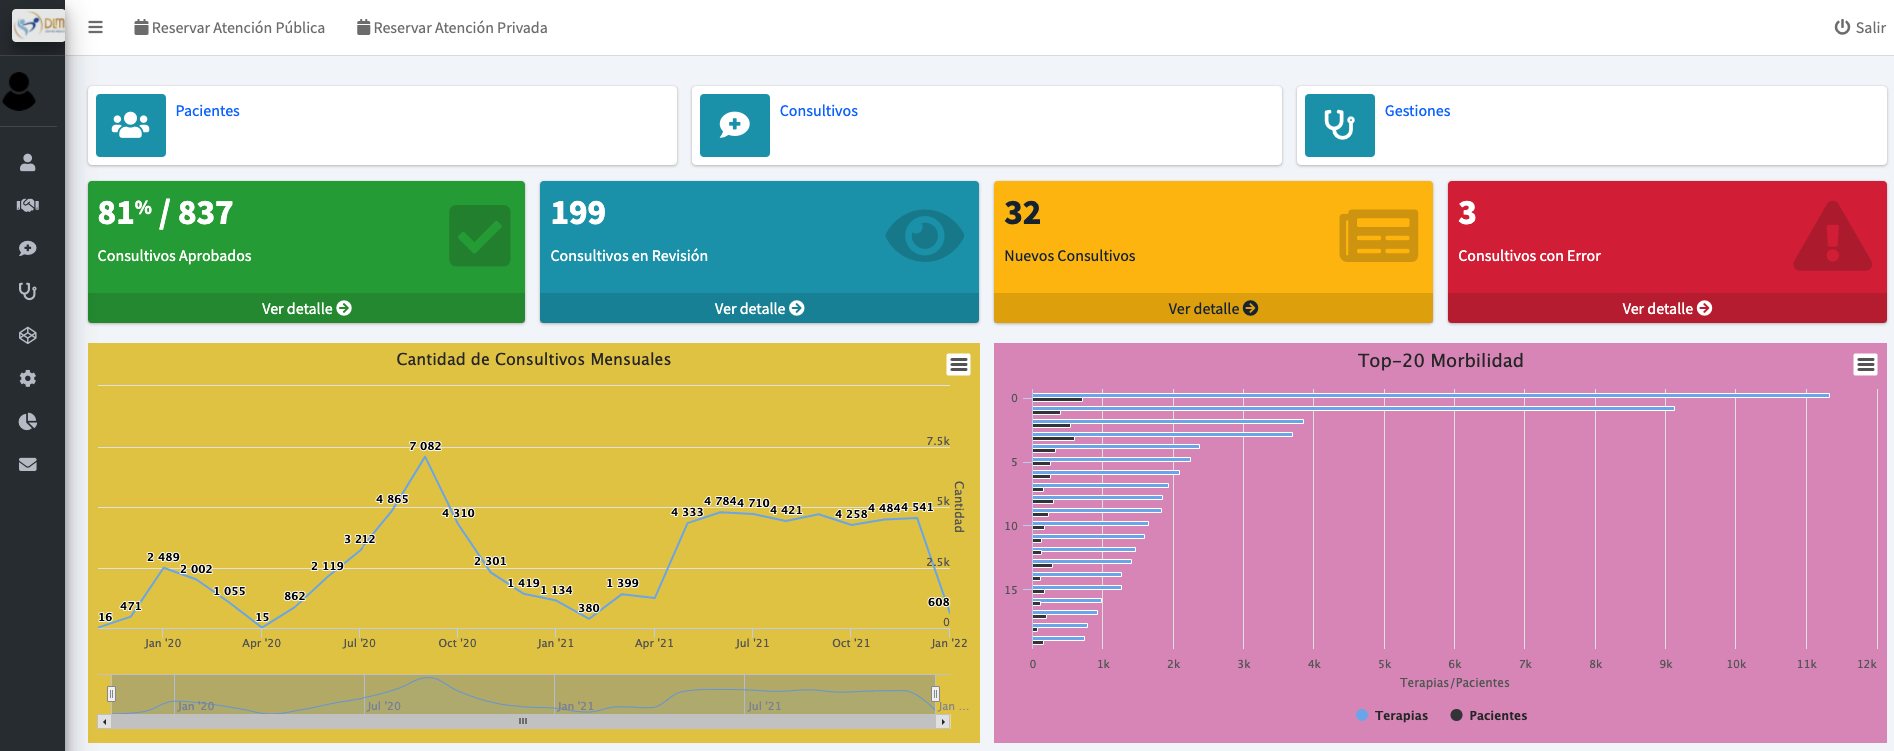 DIM
Reservar Atención Pública
Reservar Atención Privada
Salir
Pacientes
Consultivos
Gestiones
81% / 837
Consultivos Aprobados
Ver detalle
199
Consultivos en Revisión
Ver detalle
32
Nuevos Consultivos
Ver detalle
3
Consultivos con Error
Ver detalle
Cantidad de Consultivos Mensuales
7.5k
5k
2.5k
0
Cantidad
16
471
2 489
2 002
1 055
15
862
2 119
3 212
4 865
7 082
4 310
2 301
1 419
1 134
380
1 399
4 333
4 784
4 710
4 421
4 258
4 484
4 541
608
Jan '20
Apr '20
Jul '20
Oct '20
Jan '21
Apr '21
Jul '21
Oct '21
Jan '22
Jan '20
Jul '20
Jan '21
Jul '21
Jan ...
Top-20 Morbilidad
0
5
10
15
0
1k
2k
3k
4k
5k
6k
7k
8k
9k
10k
11k
12k
Terapias/Pacientes
Terapias
Pacientes